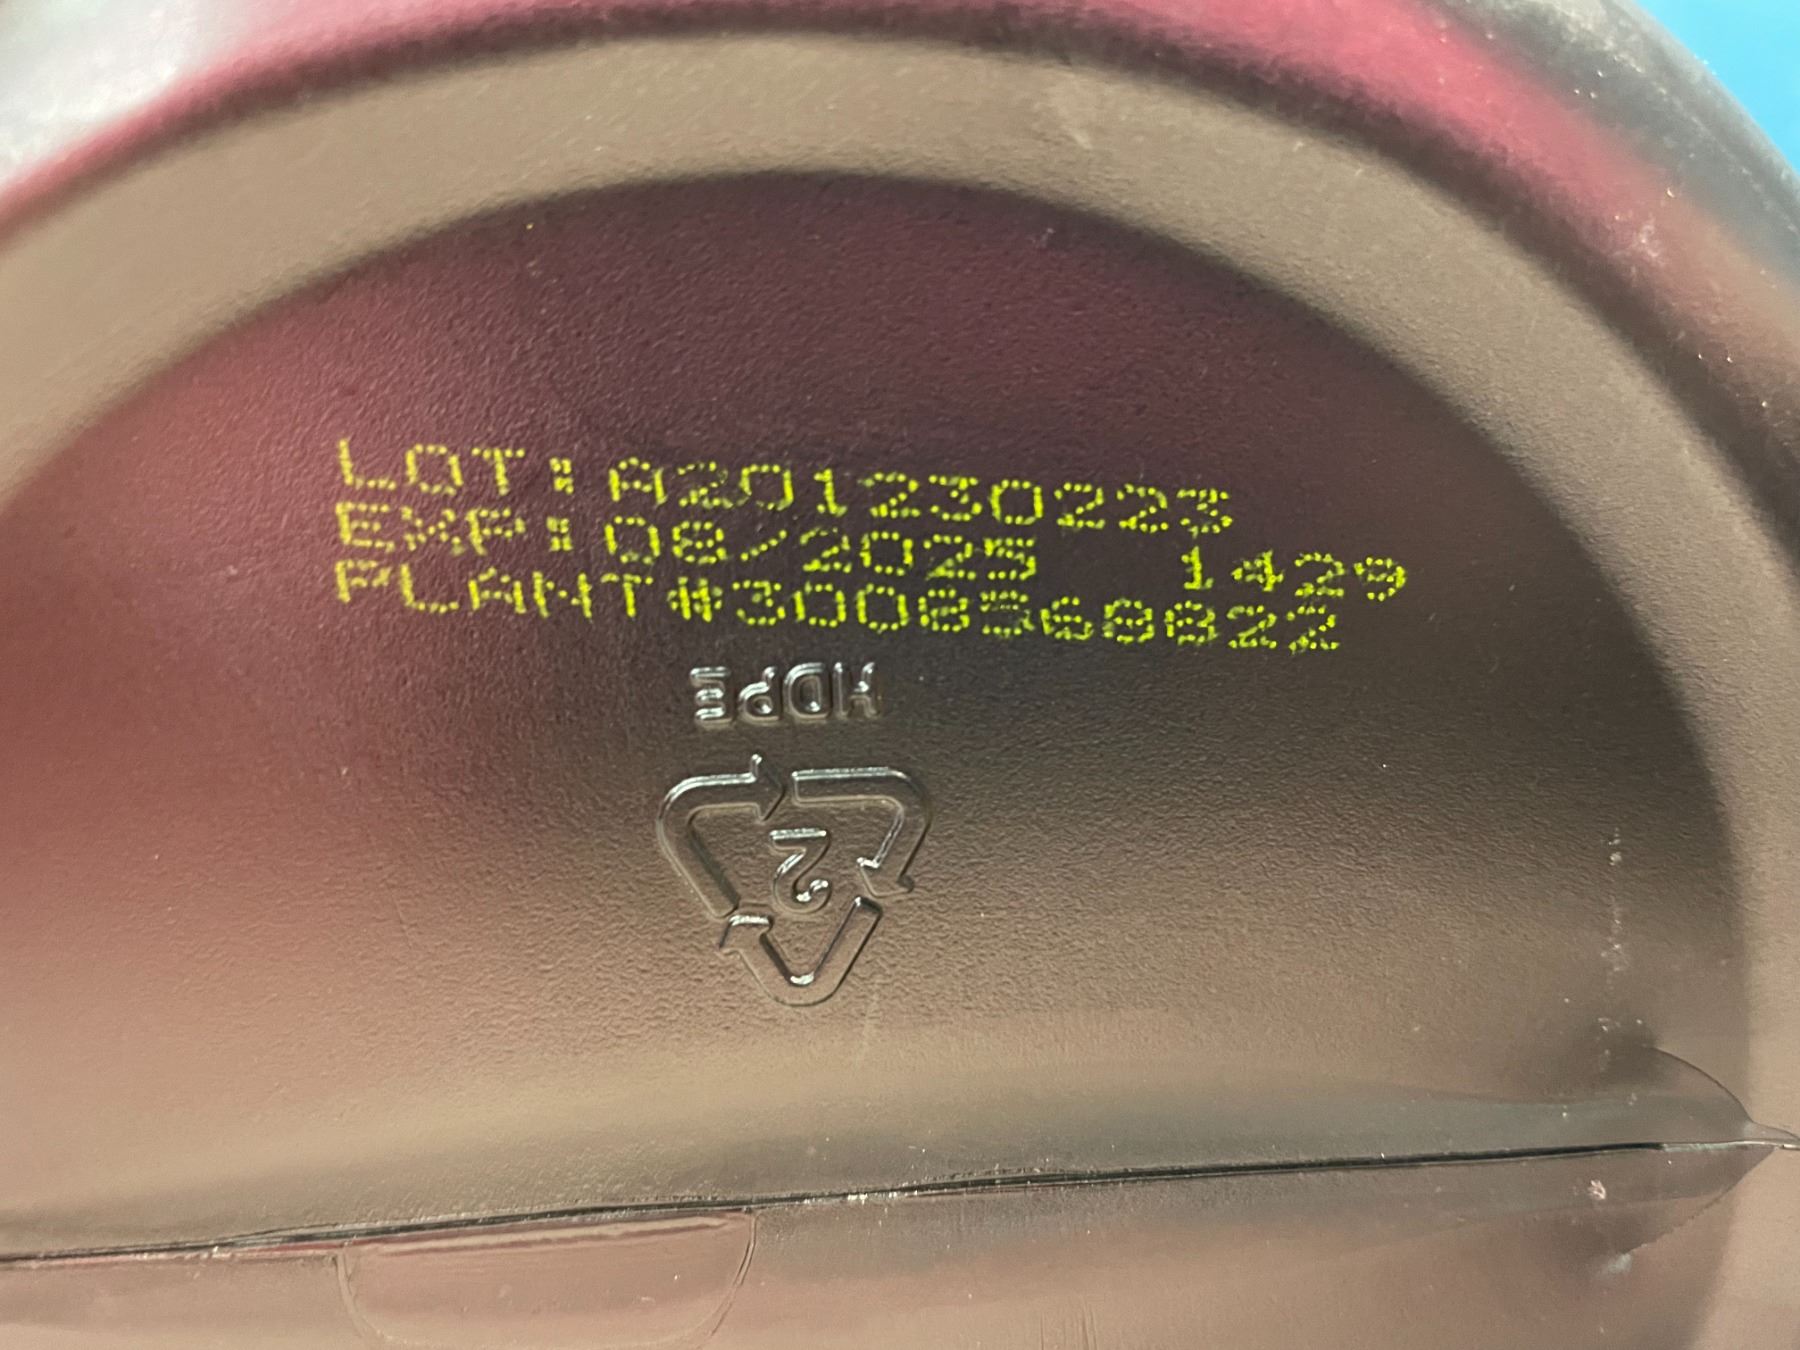 LOT: A201230223
EXP: 08/2025 1429
PLANT#3008568822
HDPE
2